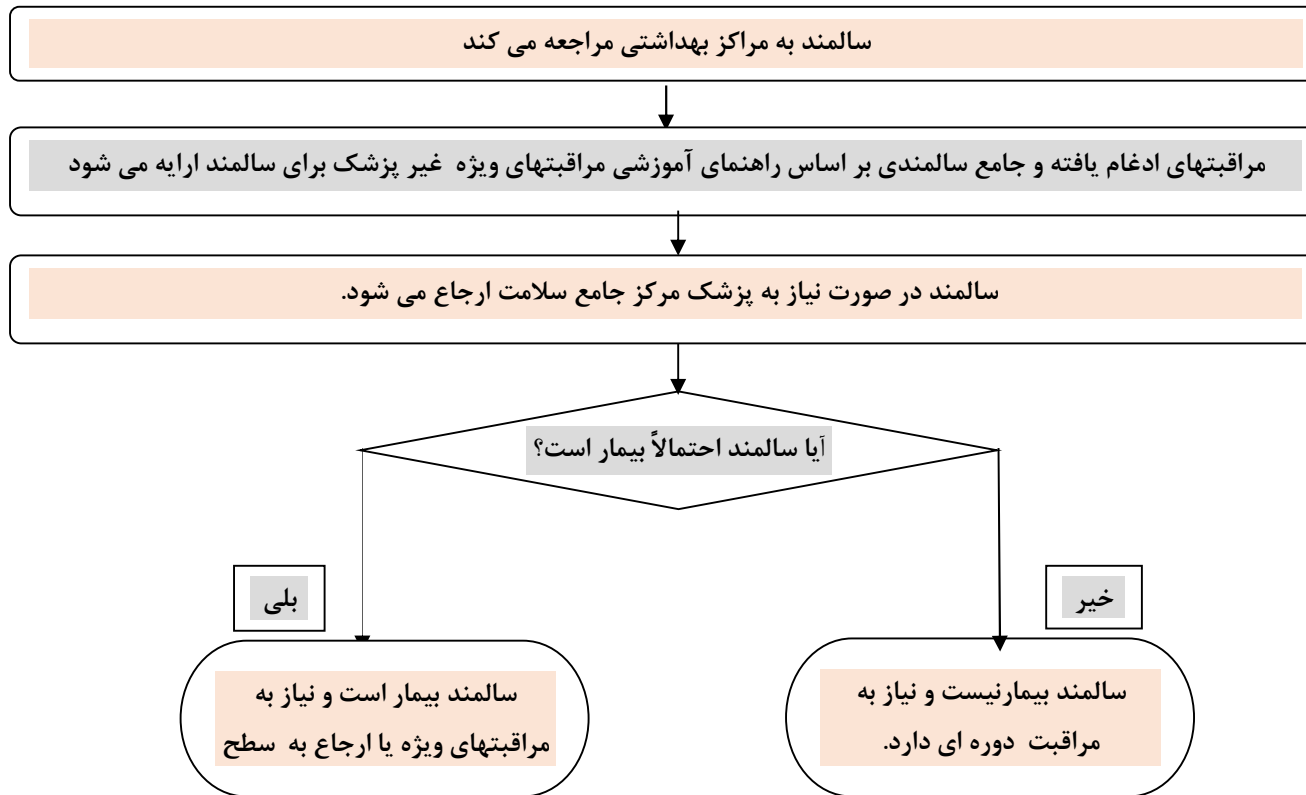 سالمند به مراکز بهداشتی مراجعه می کند
مراقبتهای ادغام یافته و جامع سالمندی بر اساس راهنمای آموزشی مراقبتهای ویژه غیر پزشک برای سالمند ارایه می شود
سالمند در صورت نیاز به پزشک مرکز جامع سلامت ارجاع می شود.
آیا سالمند احتمالاً بیمار است؟
خیر
بلی
سالمند بیمارنیست و نیاز به
مراقبت دوره ای دارد.
سالمند بیمار است و نیاز به
مراقبتهای ویژه یا ارجاع به سطح